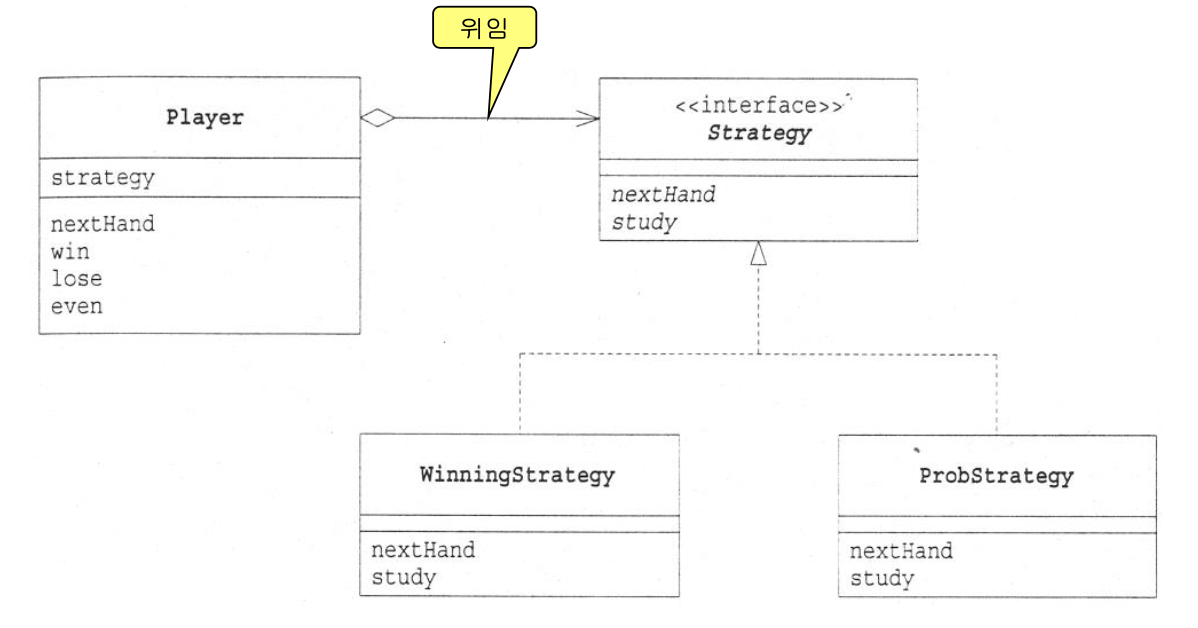 위임
Player
strategy
nextHand
win
lose
even
<<interface>>
Strategy
nextHand
study
WinningStrategy
nextHand
study
ProbStrategy
nextHand
study